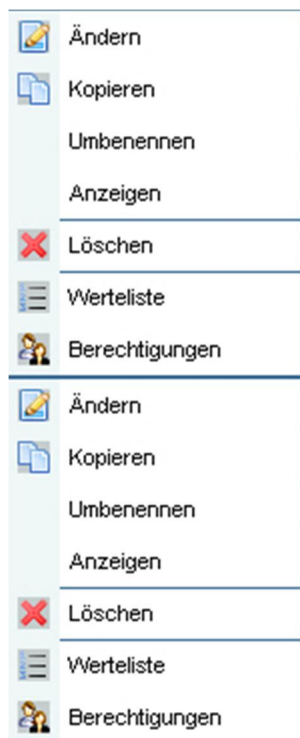 Ändern
Kopieren
Umbenennen
Anzeigen
Löschen
Werteliste
Berechtigungen
Ändern
Kopieren
Umbenennen
Anzeigen
Löschen
Werteliste
Berechtigungen